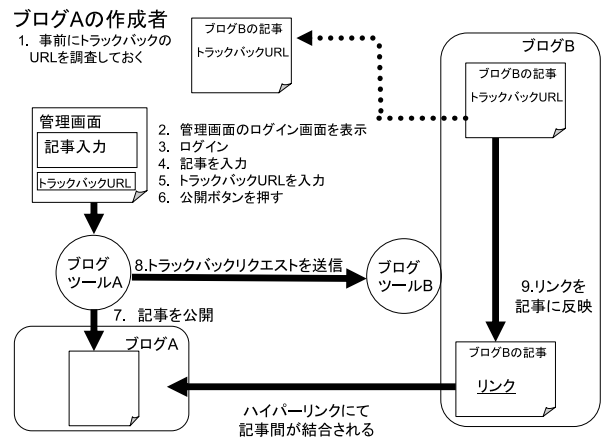 ブログAの作成者
1. 事前にトラックバックの
URLを調査しておく
ブログBの記事
トラックバックURL
ブログB
ブログBの記事
トラックバックURL
管理画面
記事入力
トラックバックURL
2. 管理画面のログイン画面を表示
3. ログイン
4. 記事を入力
5. トラックバックURLを入力
6. 公開ボタンを押す
ブログ
ツールA
8.トラックバックリクエストを送信
ブログ
ツールB
9.リンクを
記事に反映
7. 記事を公開
ブログA
ブログBの記事
リンク
ハイパーリンクにて
記事間が結合される